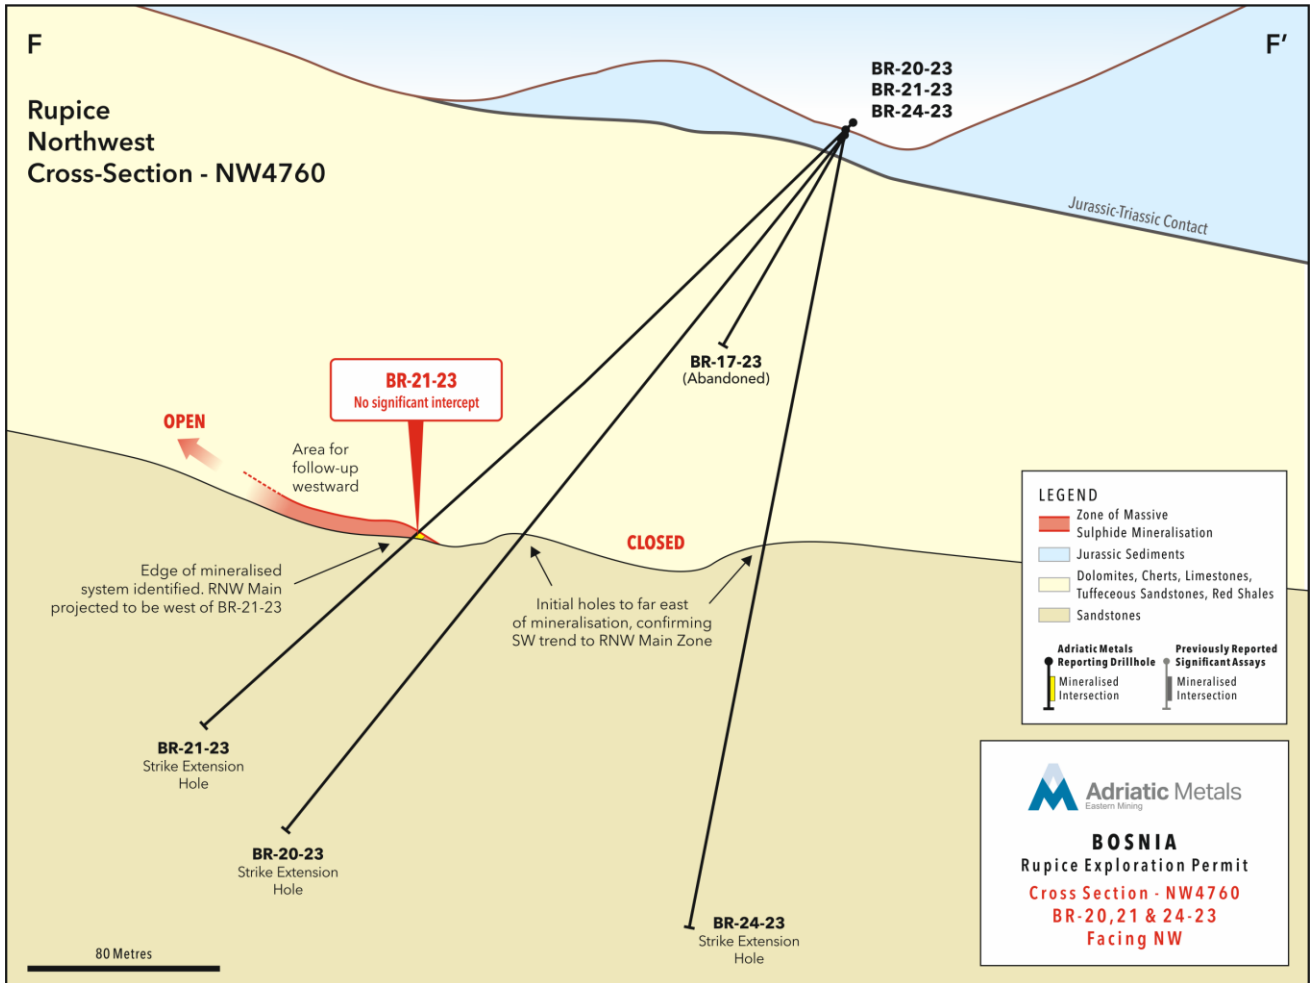 F
F'
Rupice
Northwest
Cross-Section - NW4760
BR-20-23
BR-21-23
BR-24-23
Jurassic-Triassic Contact
BR-17-23
(Abandoned)
BR-21-23
No significant intercept
OPEN
Area for
follow-up
westward
CLOSED
Edge of mineralised
system identified. RNW Main
projected to be west of BR-21-23
Initial holes to far east
of mineralisation, confirming
SW trend to RNW Main Zone
BR-21-23
Strike Extension
Hole
BR-20-23
Strike Extension
Hole
BR-24-23
Strike Extension
Hole
80 Metres
LEGEND
Zone of Massive
Sulphide Mineralisation
Jurassic Sediments
Dolomites, Cherts, Limestones,
Tuffeceous Sandstones, Red Shales
Sandstones
Adriatic Metals
Reporting Drillhole
Mineralised
Intersection
Previously Reported
Significant Assays
Mineralised
Intersection
Adriatic Metals
Eastern Mining
BOSNIA
Rupice Exploration Permit
Cross Section - NW4760
BR-20,21 & 24-23
Facing NW